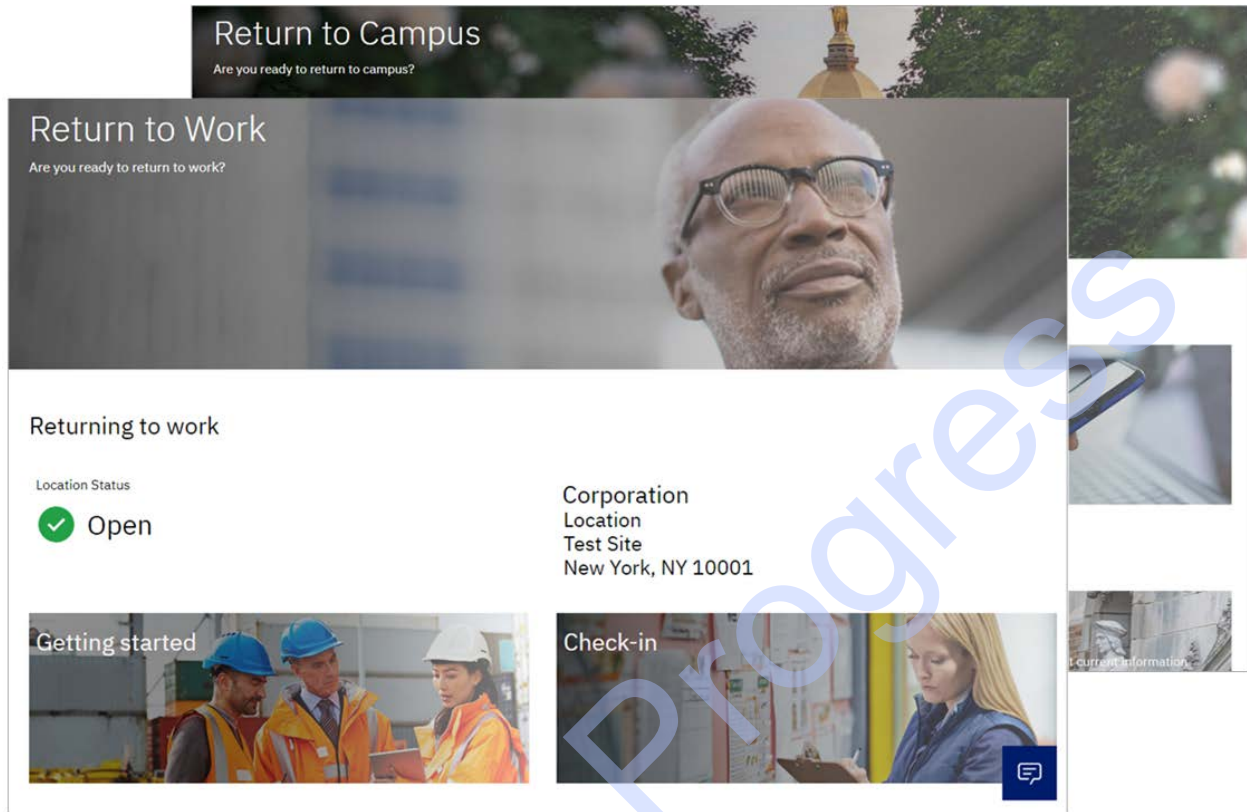 Return to Campus
Are you ready to return to campus?
Return to Work
Are you ready to return to work?
Returning to work
Location Status
Open
Corporation
Location
Test Site
New York, NY 10001
Getting started
Check-in
t current information
Progress